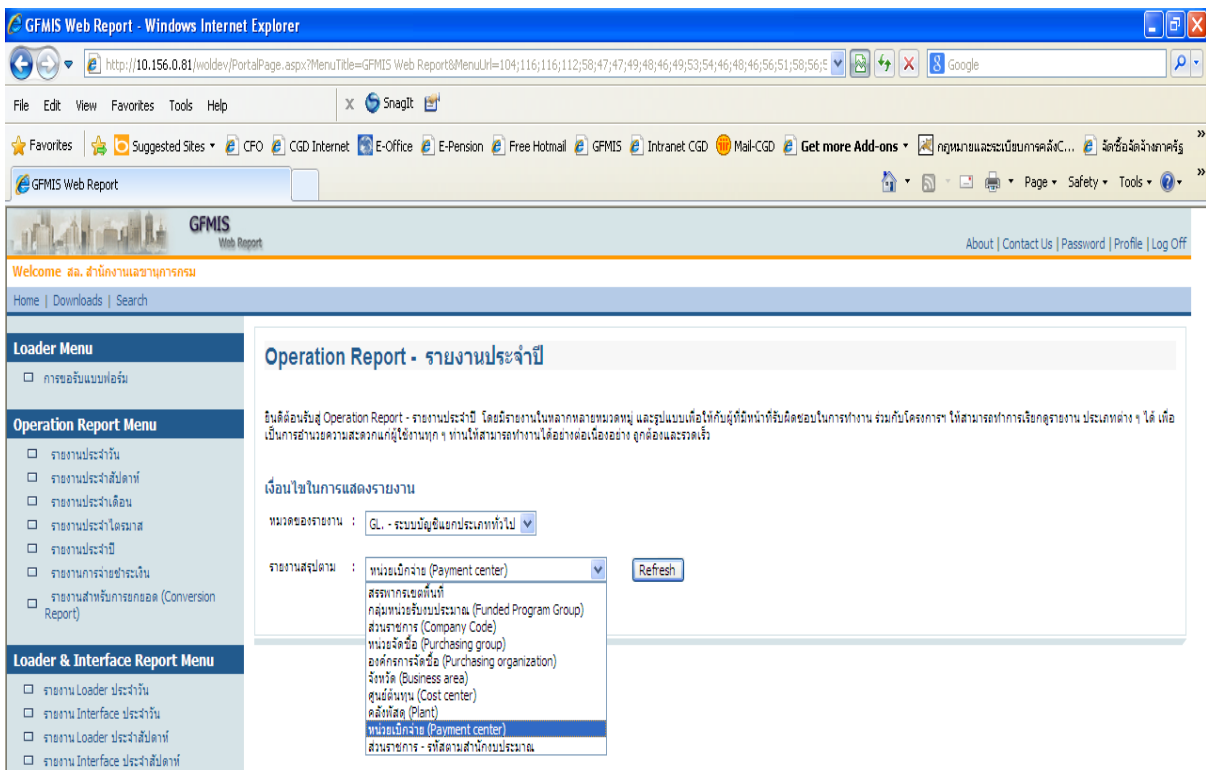 GFMIS Web Report - Windows Internet Explorer
http://10.156.0.81/woldev/PortalPage.aspx?MenuTitle=GFMIS Web Report&MenuUrl=104;116;116;112;58;47;47;49;48;46;49;53;54;46;48;46;56;51;58;56;5
Google
File Edit View Favorites Tools Help
X SnagIt
Favorites Suggested Sites CFO CGD Internet E-Office E-Pension Free Hotmail GFMIS Intranet CGD Mail-CGD Get more Add-ons กฎหมายและระเบียบการคลังC... จัดซื้อจัดจ้างภาครัฐ
GFMIS Web Report
Page Safety Tools
GFMIS
Web Report
About | Contact Us | Password | Profile | Log Off
Welcome สล. สำนักงานเลขานุการกรม
Home | Downloads | Search
Loader Menu
การขอรับแบบฟอร์ม
Operation Report Menu
รายงานประจำวัน
รายงานประจำสัปดาห์
รายงานประจำเดือน
รายงานประจำไตรมาส
รายงานประจำปี
รายงานการจ่ายชำระเงิน
รายงานสำหรับการยกยอด (Conversion
Report)
Loader & Interface Report Menu
รายงาน Loader ประจำวัน
รายงาน Interface ประจำวัน
รายงาน Loader ประจำสัปดาห์
รายงาน Interface ประจำสัปดาห์
Operation Report - รายงานประจำปี
ยินดีต้อนรับสู่ Operation Report - รายงานประจำปี โดยมีรายงานในหลากหลายหมวดหมู่ และรูปแบบเพื่อให้กับผู้ที่มีหน้าที่รับผิดชอบในการทำงาน ร่วมกับโครงการฯ ให้สามารถทำการเรียกดูรายงาน ประเภทต่าง ๆ ได้ เพื่อ
เป็นการอำนวยความสะดวกแก่ผู้ใช้งานทุก ๆ ท่านให้สามารถทำงานได้อย่างต่อเนื่องอย่าง ถูกต้องและรวดเร็ว
เงื่อนไขในการแสดงรายงาน
หมวดของรายงาน : GL. - ระบบบัญชีแยกประเภททั่วไป
รายงานสรุปตาม : หน่วยเบิกจ่าย (Payment center) Refresh
สรรพากรเขตพื้นที่
กลุ่มหน่วยรับงบประมาณ (Funded Program Group)
ส่วนราชการ (Company Code)
หน่วยจัดซื้อ (Purchasing group)
องค์กรการจัดซื้อ (Purchasing organization)
จังหวัด (Business area)
ศูนย์ต้นทุน (Cost center)
คลังพัสดุ (Plant)
หน่วยเบิกจ่าย (Payment center)
ส่วนราชการ - รหัสตามสำนักงบประมาณ